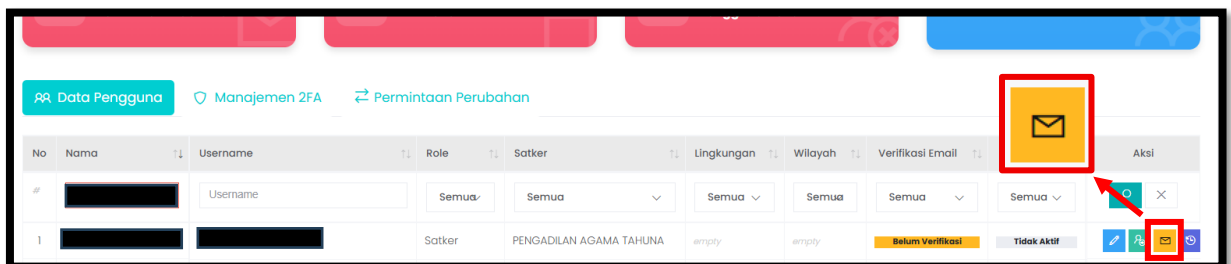 Data Pengguna Manajemen 2FA Permintaan Perubahan
No Nama Username Role Satker Lingkungan Wilayah Verifikasi Email Aksi
# Username Semua Semua Semua Semua Semua Semua
1 Satker PENGADILAN AGAMA TAHUNA empty empty Belum Verifikasi Tidak Aktif